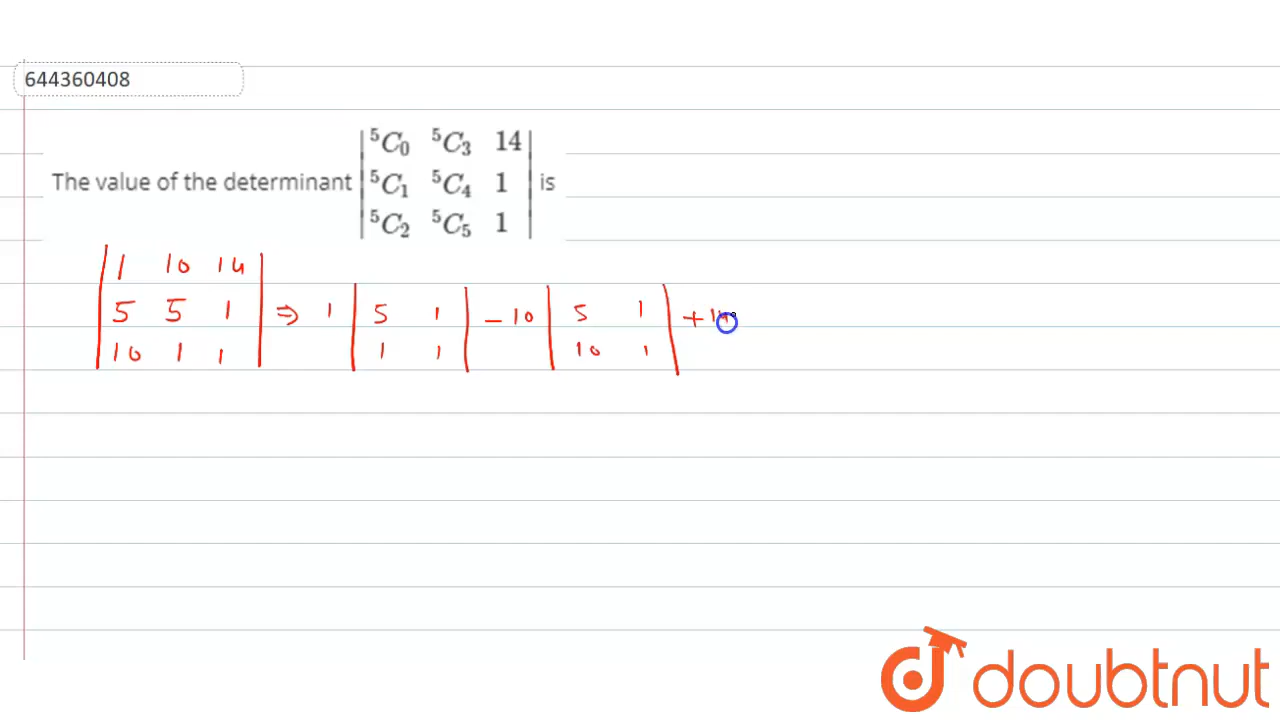 644360408
The value of the determinant | ⁵C₀ ⁵C₃ 14 | is
| ⁵C₁ ⁵C₄ 1 |
| ⁵C₂ ⁵C₅ 1 |
| 1 10 14 |
| 5 5 1 | ⇒ 1 | 5 1 | − 10 | 5 1 | + 14
| 10 1 1 | | 1 1 | | 10 1 |
doubtnut